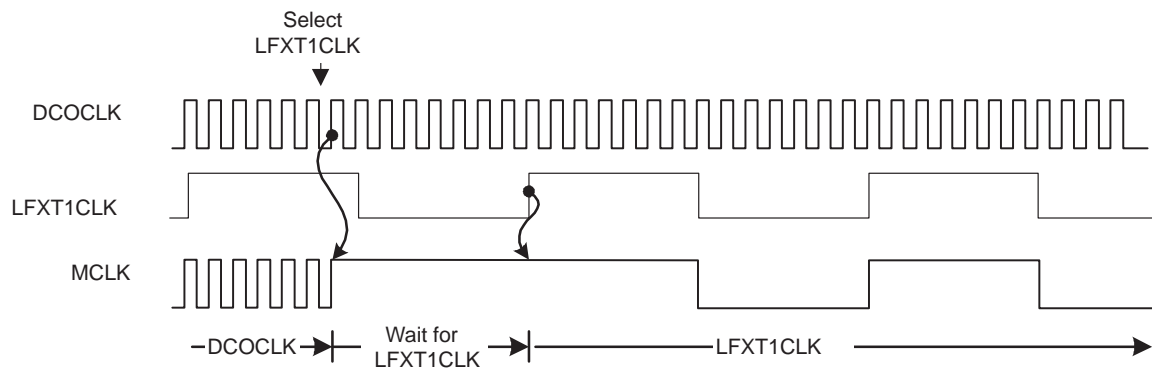 Select
LFXT1CLK
DCOCLK
LFXT1CLK
MCLK
DCOCLK
Wait for
LFXT1CLK
LFXT1CLK